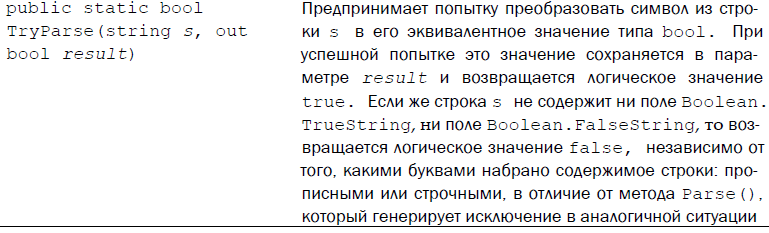 public static bool
TryParse(string s, out
bool result)
Предпринимает попытку преобразовать символ из стро-
ки s в его эквивалентное значение типа bool. При
успешной попытке это значение сохраняется в пара-
метре result и возвращается логическое значение
true. Если же строка s не содержит ни поле Boolean.
TrueString, ни поле Boolean.FalseString, то воз-
вращается логическое значение false, независимо от
того, какими буквами набрано содержимое строки: про-
писными или строчными, в отличие от метода Parse(),
который генерирует исключение в аналогичной ситуации